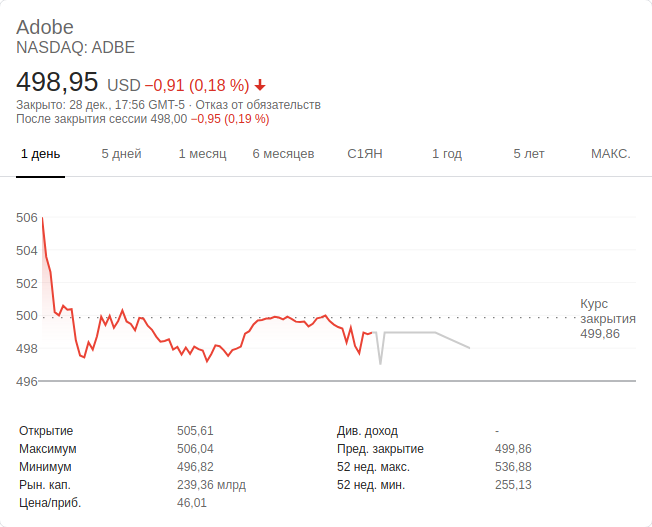 Adobe
NASDAQ: ADBE
498,95 USD −0,91 (0,18 %)
Закрыто: 28 дек., 17:56 GMT-5 · Отказ от обязательств
После закрытия сессии 498,00 −0,95 (0,19 %)
1 день 5 дней 1 месяц 6 месяцев С1ЯН 1 год 5 лет МАКС.
506
504
502
500
498
496
Курс
закрытия
499,86
Открытие 505,61 Див. доход -
Максимум 506,04 Пред. закрытие 499,86
Минимум 496,82 52 нед. макс. 536,88
Рын. кап. 239,36 млрд 52 нед. мин. 255,13
Цена/приб. 46,01